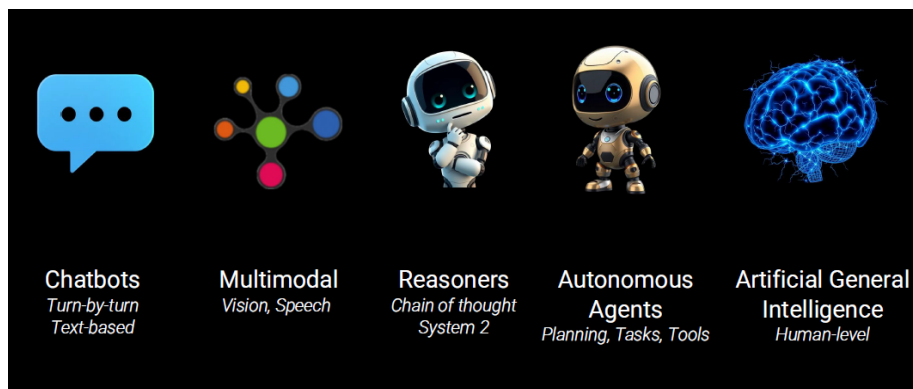 Chatbots
Turn-by-turn
Text-based
Multimodal
Vision, Speech
Reasoners
Chain of thought
System 2
Autonomous
Agents
Planning, Tasks, Tools
Artificial General
Intelligence
Human-level